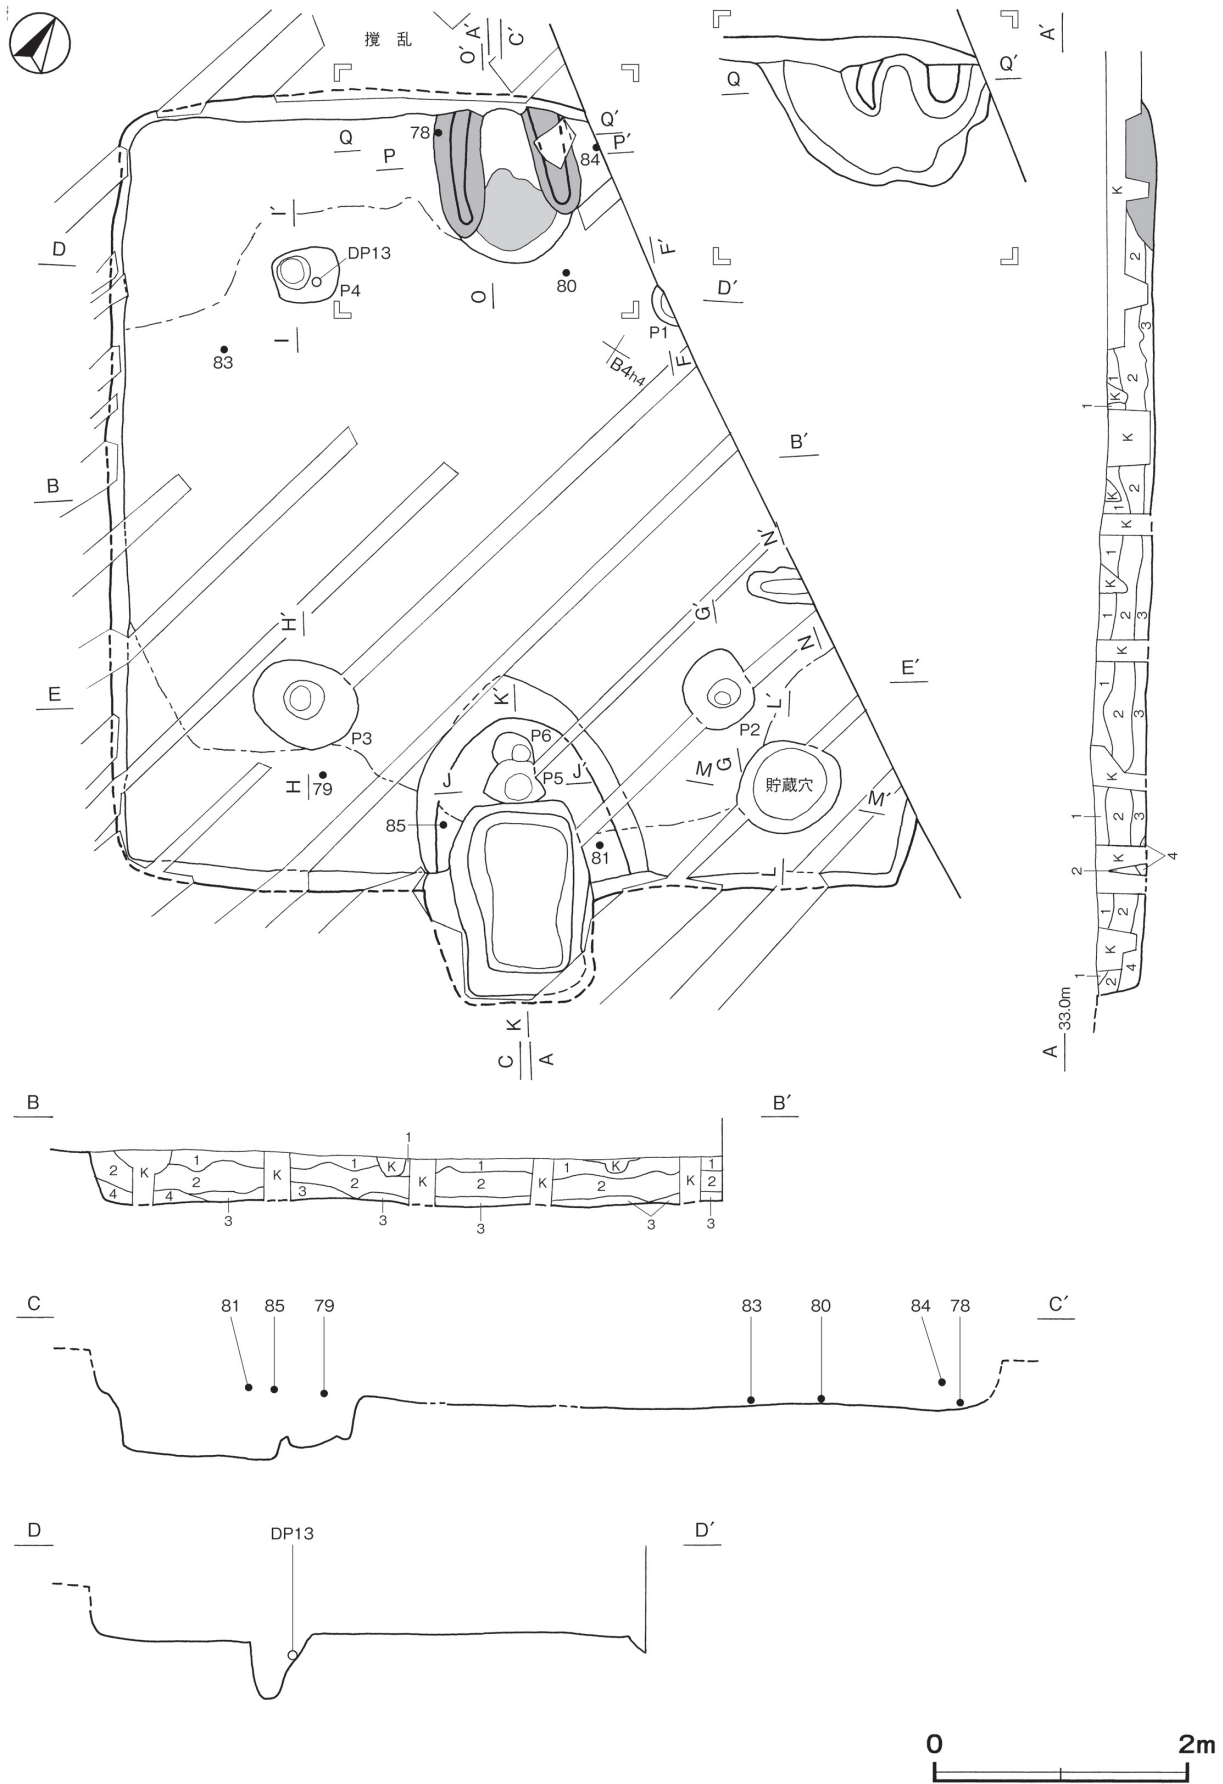 撹 乱
A′
C′
O′
A′
Q
Q′
78
Q
Q′
P
P′
84
I′
D
DP13
P4
80
O
F′
D′
P1
F
B4h4
I
83
B
B′
N′
H′
G′
N
E
E′
K′
L′
P3
P6
P2
P5
J
J′
M
G
貯蔵穴
M′
H
79
85
81
L
K
C
A
K
2
3
1
K
2
1
K
K
2
1
K
1
K
1
2
3
K
1
2
3
K
1
2
3
K
4
2
1
2
K
4
1
2
A
33.0m
B
B′
1
2
K
1
K
1
K
K
1
K
1
K
K
1
4
4
2
3
2
2
2
2
3
3
3
3
3
C
81
85
79
83
80
84
78
C′
D
DP13
D′
0
2m